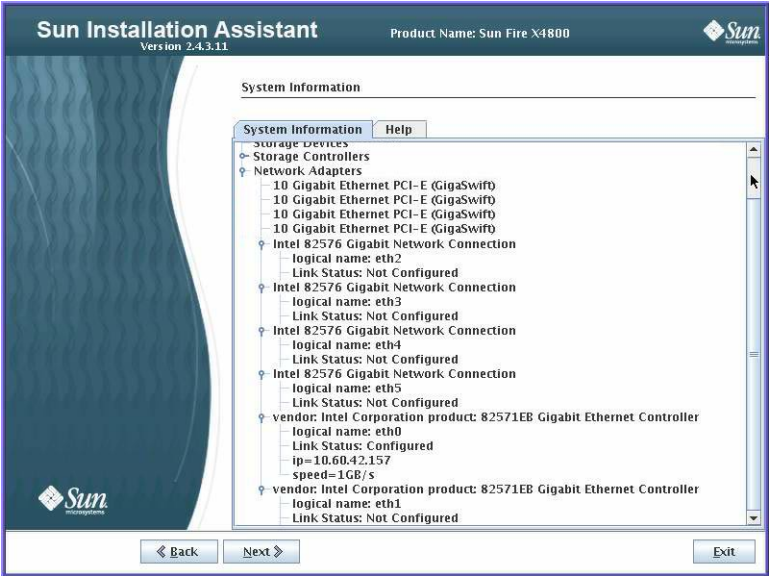 Sun Installation Assistant
Version 2.4.3.11
Product Name: Sun Fire X4800
Sun
microsystems
System Information
System Information
Help
Storage Devices
Storage Controllers
Network Adapters
10 Gigabit Ethernet PCI-E (GigaSwift)
10 Gigabit Ethernet PCI-E (GigaSwift)
10 Gigabit Ethernet PCI-E (GigaSwift)
10 Gigabit Ethernet PCI-E (GigaSwift)
Intel 82576 Gigabit Network Connection
logical name: eth2
Link Status: Not Configured
Intel 82576 Gigabit Network Connection
logical name: eth3
Link Status: Not Configured
Intel 82576 Gigabit Network Connection
logical name: eth4
Link Status: Not Configured
Intel 82576 Gigabit Network Connection
logical name: eth5
Link Status: Not Configured
vendor: Intel Corporation product: 82571EB Gigabit Ethernet Controller
logical name: eth0
Link Status: Configured
ip=10.60.42.157
speed=1GB/s
vendor: Intel Corporation product: 82571EB Gigabit Ethernet Controller
logical name: eth1
Link Status: Not Configured
Sun
microsystems
Back
Next
Exit